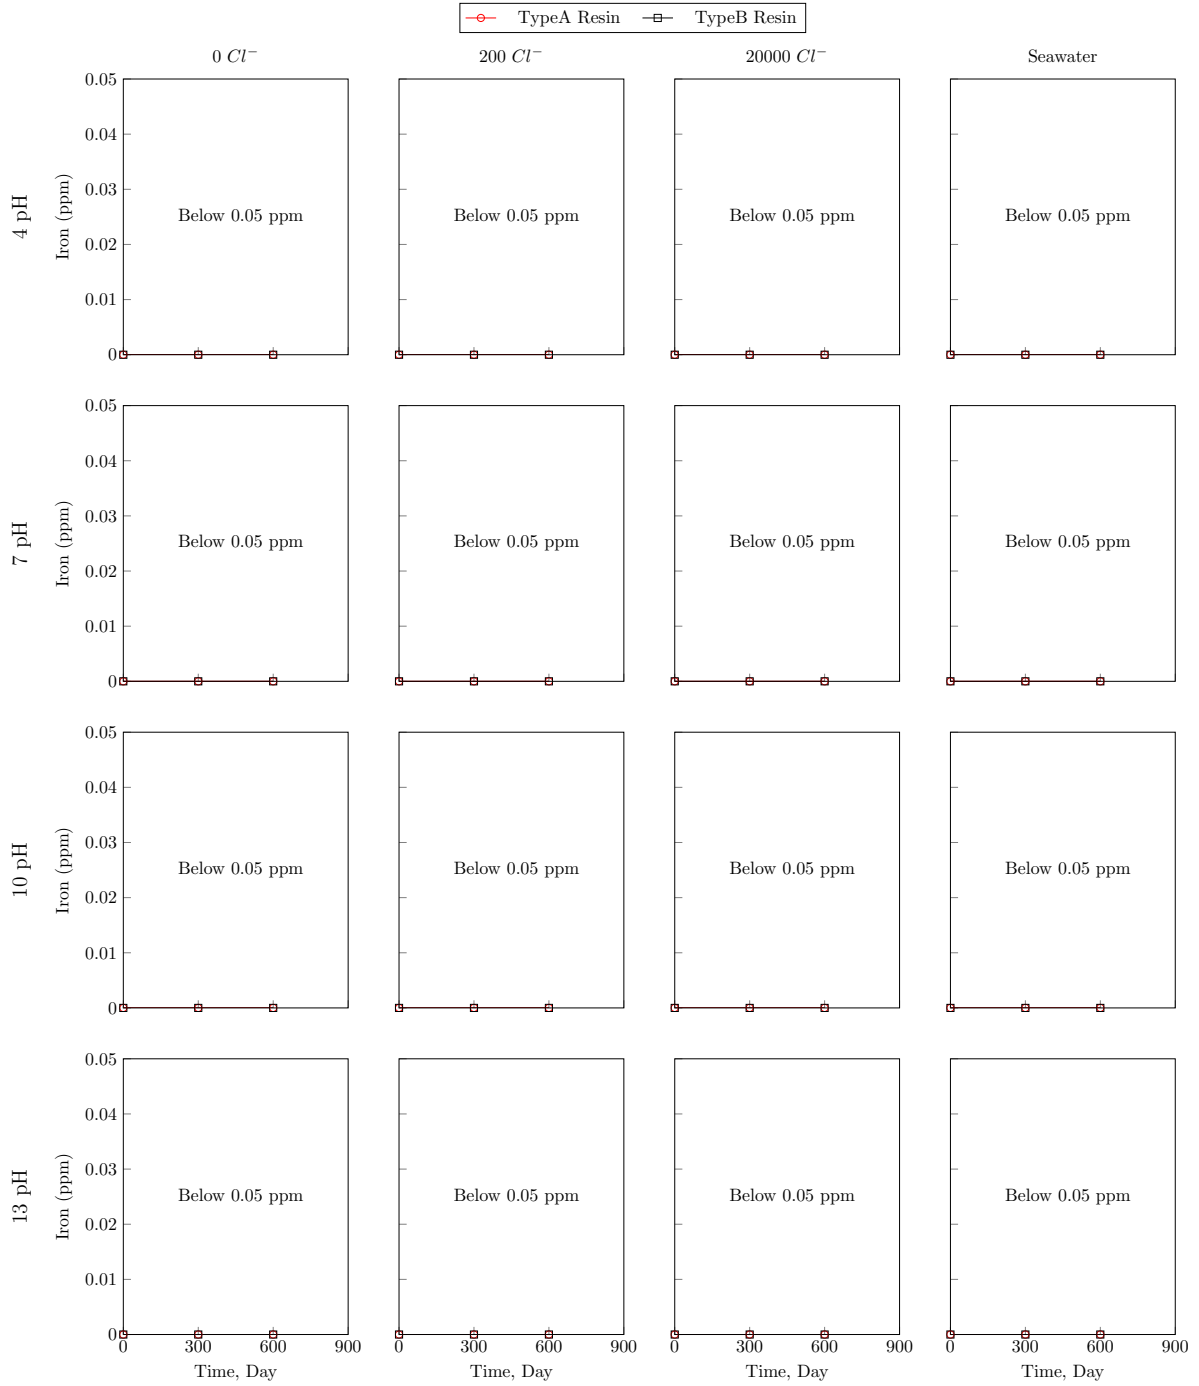 TypeA Resin TypeB Resin
0 Cl⁻ 200 Cl⁻ 20000 Cl⁻ Seawater
4 pH
Iron (ppm)
0.05
0.04
0.03
Below 0.05 ppm Below 0.05 ppm Below 0.05 ppm Below 0.05 ppm
0.02
0.01
0
7 pH
Iron (ppm)
0.05
0.04
0.03
Below 0.05 ppm Below 0.05 ppm Below 0.05 ppm Below 0.05 ppm
0.02
0.01
0
10 pH
Iron (ppm)
0.05
0.04
0.03
Below 0.05 ppm Below 0.05 ppm Below 0.05 ppm Below 0.05 ppm
0.02
0.01
0
13 pH
Iron (ppm)
0.05
0.04
0.03
Below 0.05 ppm Below 0.05 ppm Below 0.05 ppm Below 0.05 ppm
0.02
0.01
0
0 300 600 900 0 300 600 900 0 300 600 900 0 300 600 900
Time, Day Time, Day Time, Day Time, Day